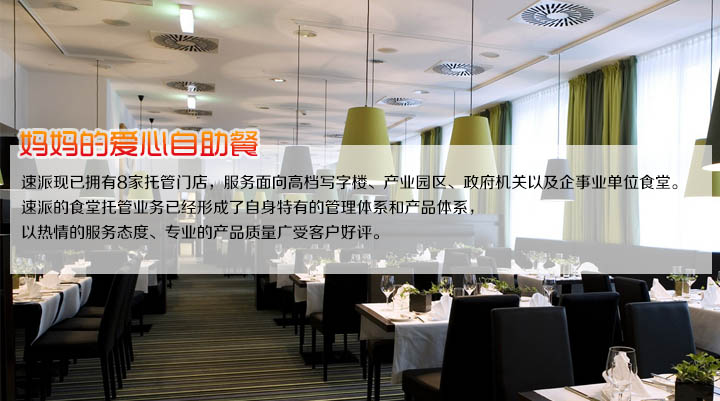 妈妈的爱心自助餐
速派现已拥有8家托管门店，服务面向高档写字楼、产业园区、政府机关以及企事业单位食堂。
速派的食堂托管业务已经形成了自身特有的管理体系和产品体系，
以热情的服务态度、专业的产品质量广受客户好评。